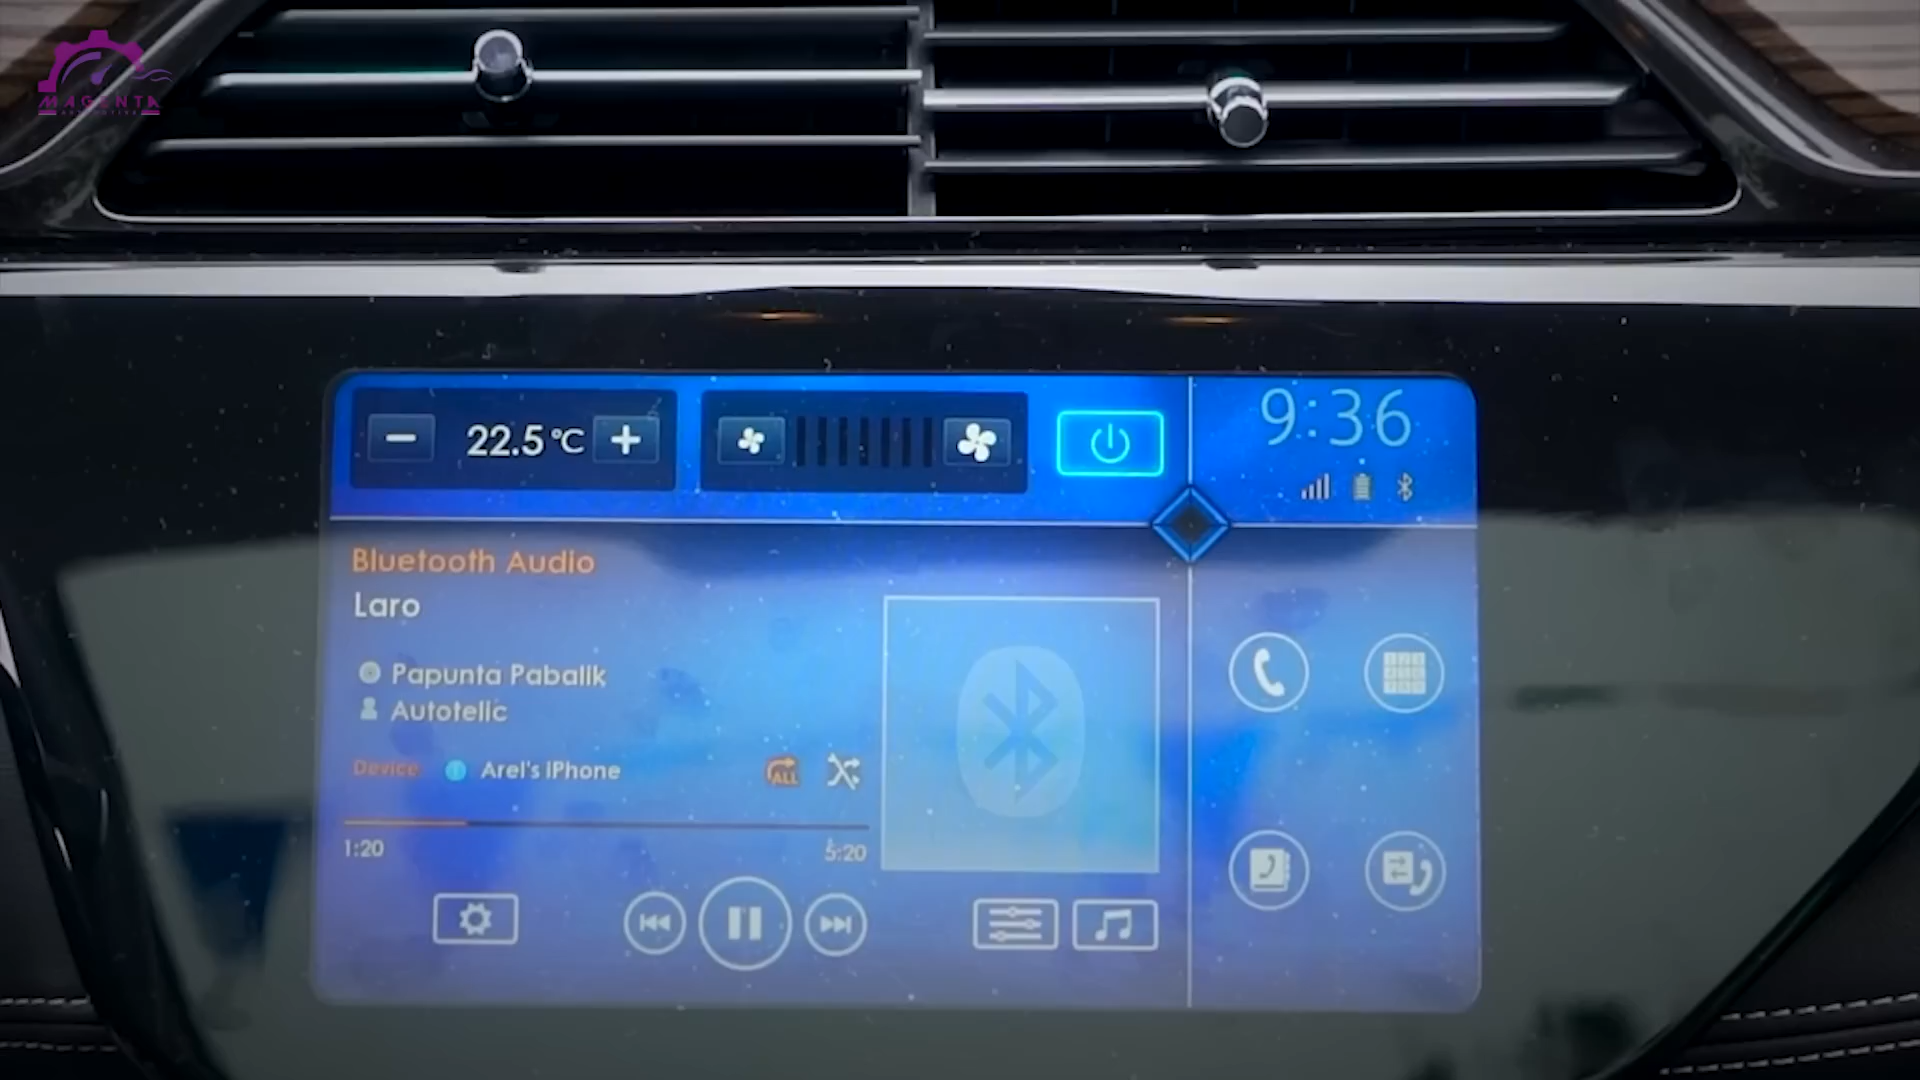 MAGENTA
AUTOMOTIVE
22.5°C
9:36
Bluetooth Audio
Laro
Papunta Pabalik
Autotelic
Device Arel's iPhone
ALL
1:20 5:20